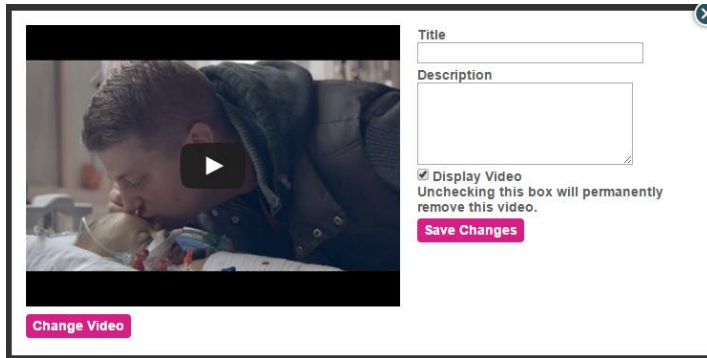 Title
Description
Display Video
Unchecking this box will permanently
remove this video.
Save Changes
Change Video